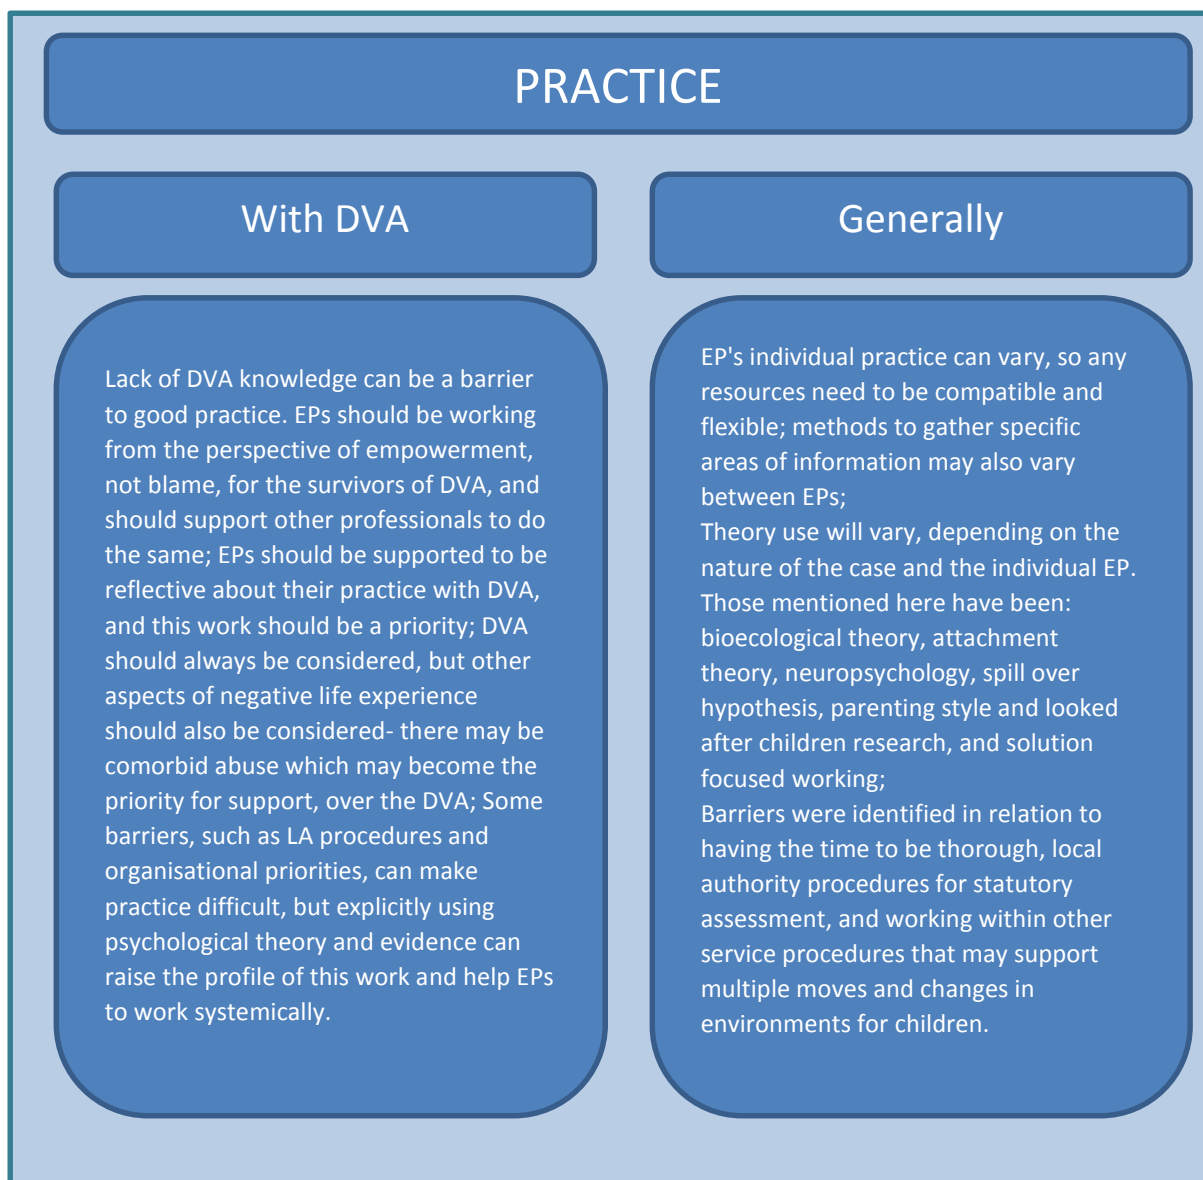 PRACTICE
With DVA
Lack of DVA knowledge can be a barrier
to good practice. EPs should be working
from the perspective of empowerment,
not blame, for the survivors of DVA, and
should support other professionals to do
the same; EPs should be supported to be
reflective about their practice with DVA,
and this work should be a priority; DVA
should always be considered, but other
aspects of negative life experience
should also be considered- there may be
comorbid abuse which may become the
priority for support, over the DVA; Some
barriers, such as LA procedures and
organisational priorities, can make
practice difficult, but explicitly using
psychological theory and evidence can
raise the profile of this work and help EPs
to work systemically.
Generally
EP's individual practice can vary, so any
resources need to be compatible and
flexible; methods to gather specific
areas of information may also vary
between EPs;
Theory use will vary, depending on the
nature of the case and the individual EP.
Those mentioned here have been:
bioecological theory, attachment
theory, neuropsychology, spill over
hypothesis, parenting style and looked
after children research, and solution
focused working;
Barriers were identified in relation to
having the time to be thorough, local
authority procedures for statutory
assessment, and working within other
service procedures that may support
multiple moves and changes in
environments for children.